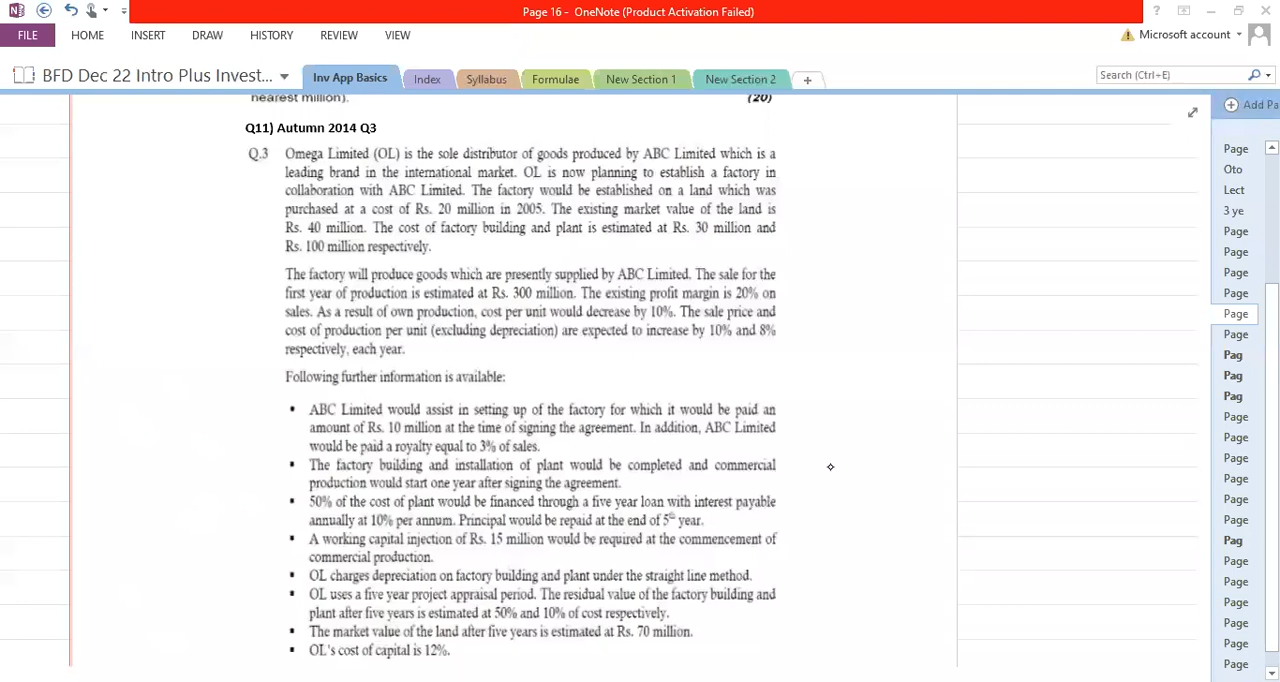 Page 16 - OneNote (Product Activation Failed)
FILE HOME INSERT DRAW HISTORY REVIEW VIEW Microsoft account
BFD Dec 22 Intro Plus Invest... Inv App Basics Index Syllabus Formulae New Section 1 New Section 2 Search (Ctrl+E)
nearest million). (20)
Add Pa
Q11) Autumn 2014 Q3
Q.3 Omega Limited (OL) is the sole distributor of goods produced by ABC Limited which is a
leading brand in the international market. OL is now planning to establish a factory in
collaboration with ABC Limited. The factory would be established on a land which was
purchased at a cost of Rs. 20 million in 2005. The existing market value of the land is
Rs. 40 million. The cost of factory building and plant is estimated at Rs. 30 million and
Rs. 100 million respectively.
The factory will produce goods which are presently supplied by ABC Limited. The sale for the
first year of production is estimated at Rs. 300 million. The existing profit margin is 20% on
sales. As a result of own production, cost per unit would decrease by 10%. The sale price and
cost of production per unit (excluding depreciation) are expected to increase by 10% and 8%
respectively, each year.
Following further information is available:
▪ ABC Limited would assist in setting up of the factory for which it would be paid an
amount of Rs. 10 million at the time of signing the agreement. In addition, ABC Limited
would be paid a royalty equal to 3% of sales.
▪ The factory building and installation of plant would be completed and commercial
production would start one year after signing the agreement.
▪ 50% of the cost of plant would be financed through a five year loan with interest payable
annually at 10% per annum. Principal would be repaid at the end of 5th year.
▪ A working capital injection of Rs. 15 million would be required at the commencement of
commercial production.
▪ OL charges depreciation on factory building and plant under the straight line method.
▪ OL uses a five year project appraisal period. The residual value of the factory building and
plant after five years is estimated at 50% and 10% of cost respectively.
▪ The market value of the land after five years is estimated at Rs. 70 million.
▪ OL's cost of capital is 12%.
Page
Oto
Lect
3 ye
Page
Page
Page
Page
Page
Page
Pag
Pag
Pag
Page
Page
Page
Page
Page
Page
Pag
Page
Page
Page
Page
Page
Page